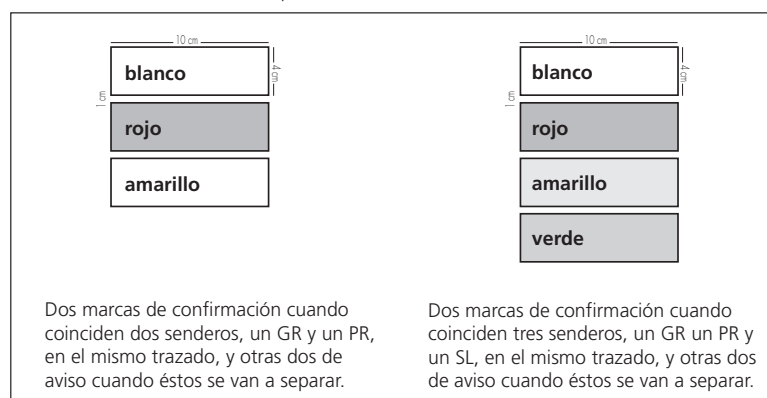 10 cm
blanco
4 cm
1 cm
rojo
amarillo
Dos marcas de confirmación cuando
coinciden dos senderos, un GR y un PR,
en el mismo trazado, y otras dos de
aviso cuando éstos se van a separar.
10 cm
blanco
4 cm
1 cm
rojo
amarillo
verde
Dos marcas de confirmación cuando
coinciden tres senderos, un GR un PR y
un SL, en el mismo trazado, y otras dos
de aviso cuando éstos se van a separar.